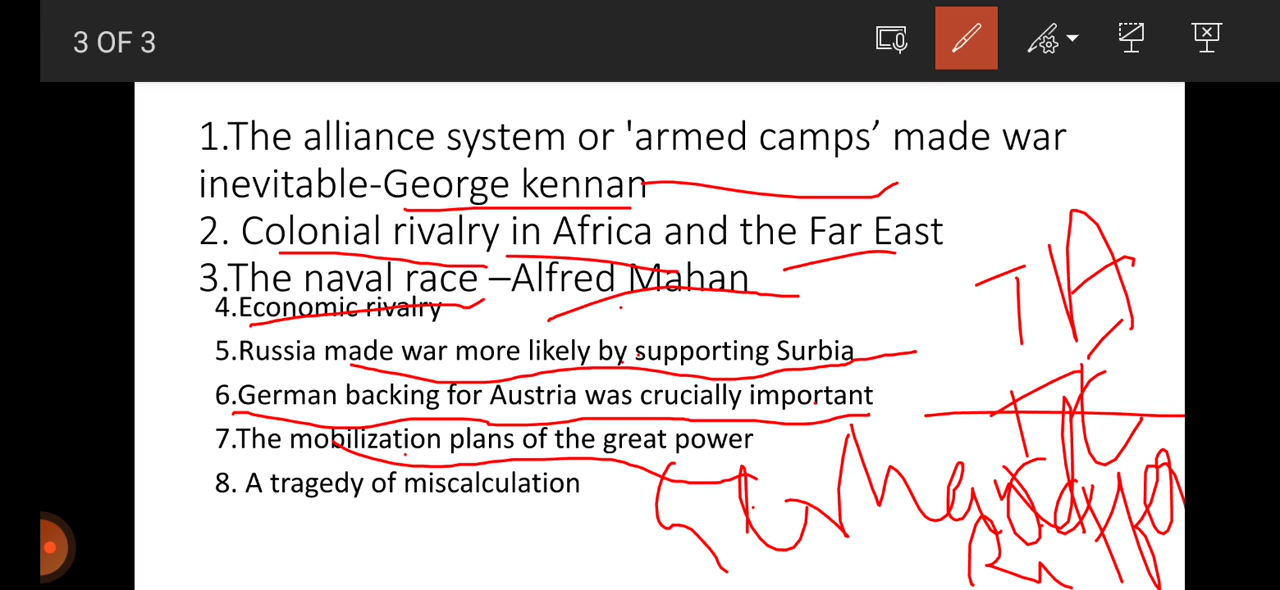 3 OF 3
1.The alliance system or 'armed camps’ made war
inevitable-George kennan
2. Colonial rivalry in Africa and the Far East
3.The naval race –Alfred Mahan
4.Economic rivalry
5.Russia made war more likely by supporting Surbia
6.German backing for Austria was crucially important
7.The mobilization plans of the great power
8. A tragedy of miscalculation
TA